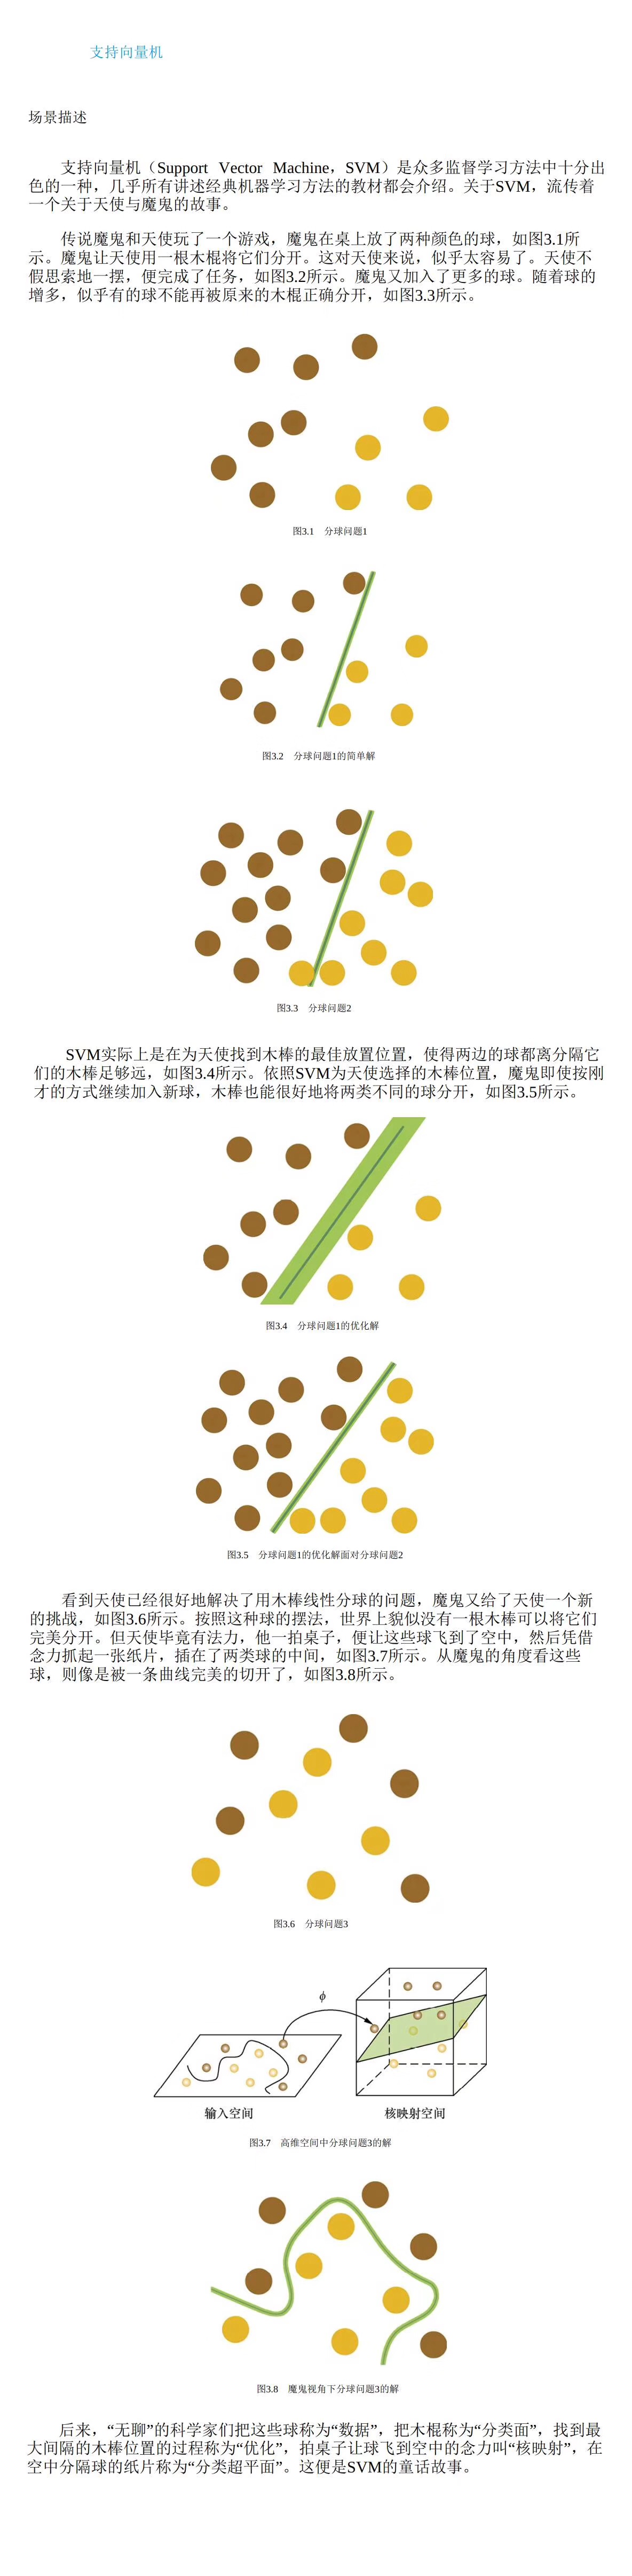 支持向量机
场景描述
支持向量机（Support Vector Machine，SVM）是众多监督学习方法中十分出
色的一种，几乎所有讲述经典机器学习方法的教材都会介绍。关于SVM，流传着
一个关于天使与魔鬼的故事。
传说魔鬼和天使玩了一个游戏，魔鬼在桌上放了两种颜色的球，如图3.1所
示。魔鬼让天使用一根木棍将它们分开。这对天使来说，似乎太容易了。天使不
假思索地一摆，便完成了任务，如图3.2所示。魔鬼又加入了更多的球。随着球的
增多，似乎有的球不能再被原来的木棍正确分开，如图3.3所示。
图3.1 分球问题1
图3.2 分球问题1的简单解
图3.3 分球问题2
SVM实际上是在为天使找到木棒的最佳放置位置，使得两边的球都离分隔它
们的木棒足够远，如图3.4所示。依照SVM为天使选择的木棒位置，魔鬼即使按刚
才的方式继续加入新球，木棒也能很好地将两类不同的球分开，如图3.5所示。
图3.4 分球问题1的优化解
图3.5 分球问题1的优化解面对分球问题2
看到天使已经很好地解决了用木棒线性分球的问题，魔鬼又给了天使一个新
的挑战，如图3.6所示。按照这种球的摆法，世界上貌似没有一根木棒可以将它们
完美分开。但天使毕竟有法力，他一拍桌子，便让这些球飞到了空中，然后凭借
念力抓起一张纸片，插在了两类球的中间，如图3.7所示。从魔鬼的角度看这些
球，则像是被一条曲线完美的切开了，如图3.8所示。
图3.6 分球问题3
ϕ
输入空间 核映射空间
图3.7 高维空间中分球问题3的解
图3.8 魔鬼视角下分球问题3的解
后来，“无聊”的科学家们把这些球称为“数据”，把木棍称为“分类面”，找到最
大间隔的木棒位置的过程称为“优化”，拍桌子让球飞到空中的念力叫“核映射”，在
空中分隔球的纸片称为“分类超平面”。这便是SVM的童话故事。